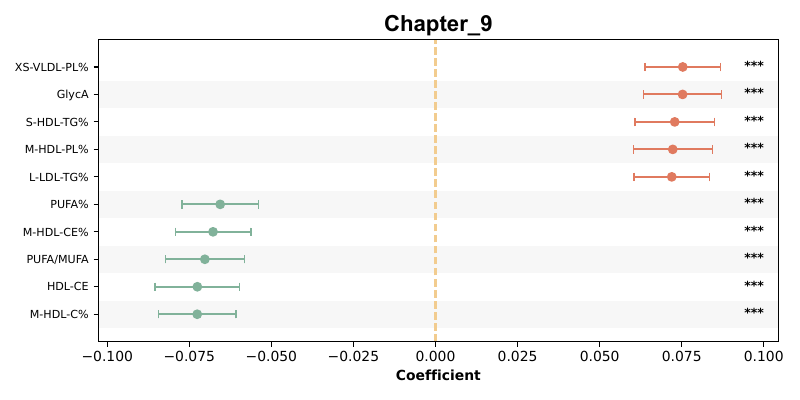 Chapter_9
XS-VLDL-PL% ***
GlycA ***
S-HDL-TG% ***
M-HDL-PL% ***
L-LDL-TG% ***
PUFA% ***
M-HDL-CE% ***
PUFA/MUFA ***
HDL-CE ***
M-HDL-C% ***
−0.100 −0.075 −0.050 −0.025 0.000 0.025 0.050 0.075 0.100
Coefficient